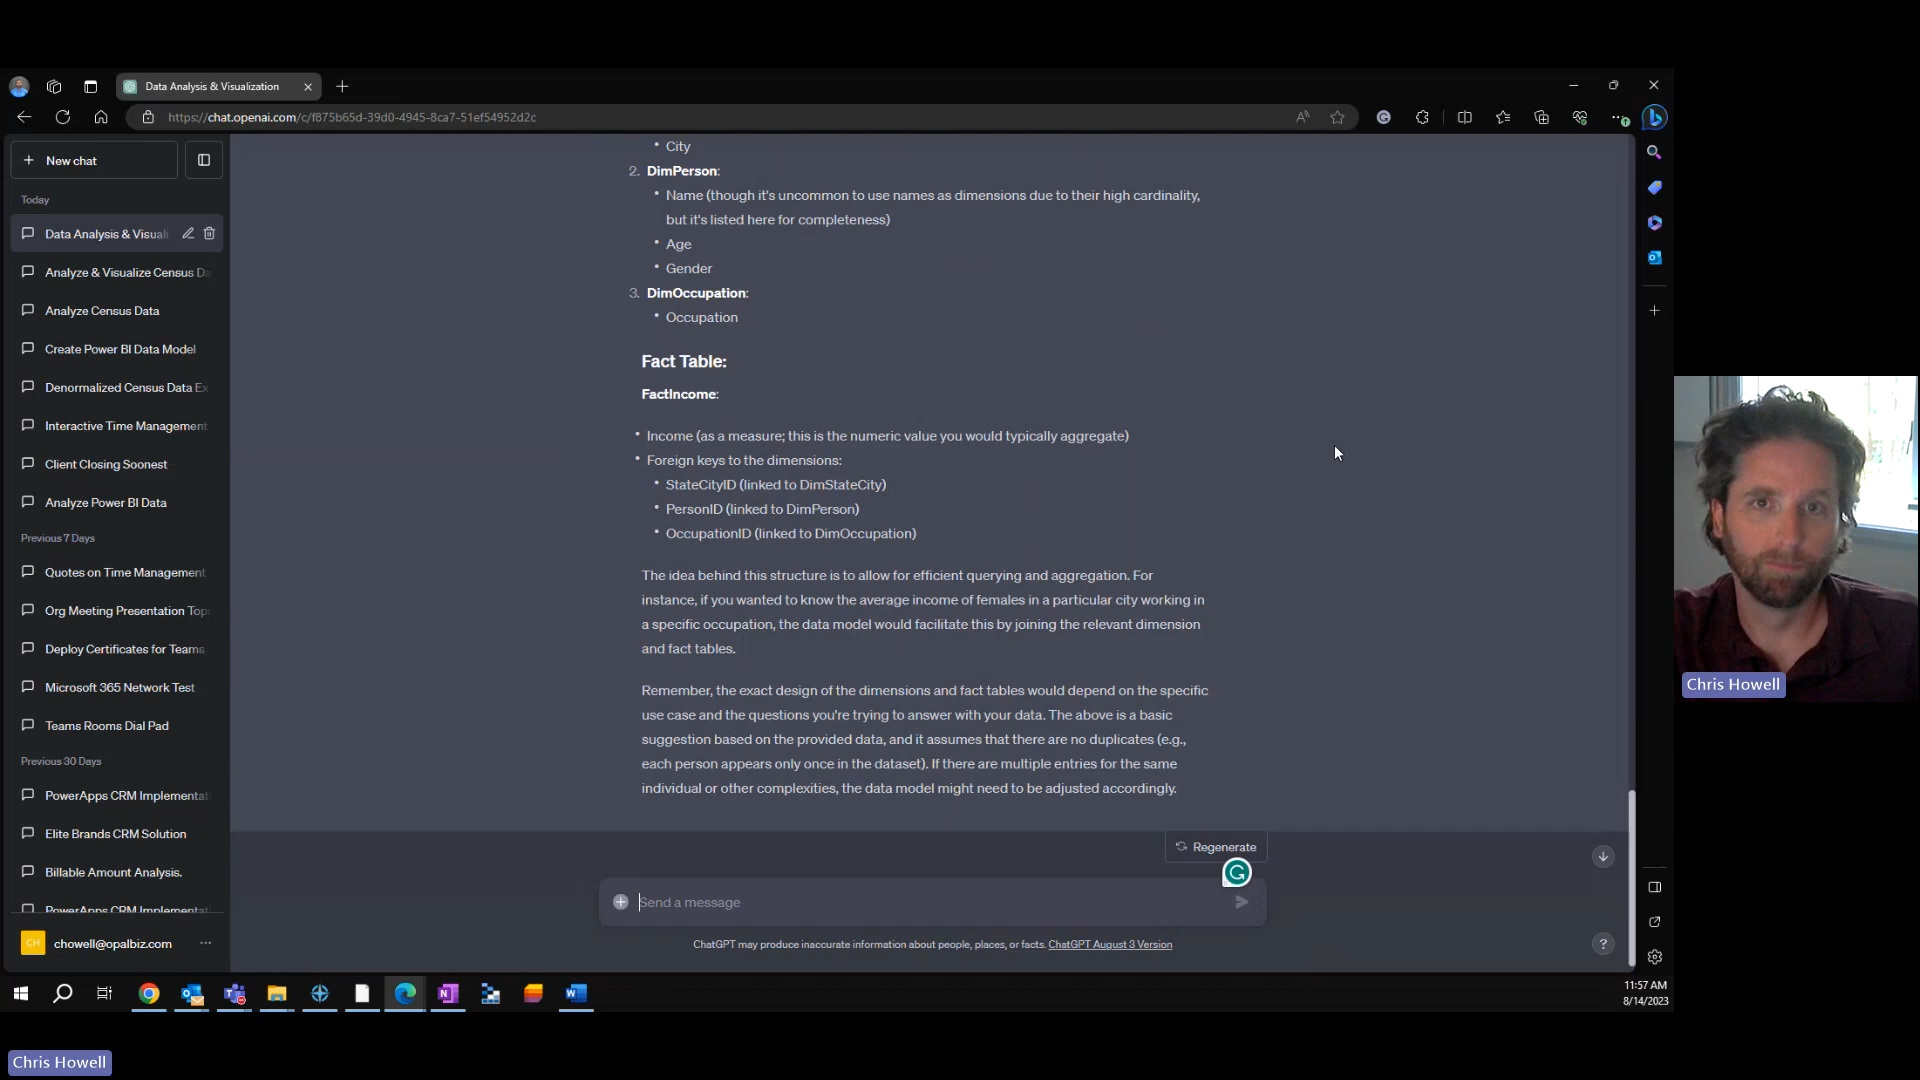 Data Analysis & Visualization
https://chat.openai.com/c/f875b65d-39d0-4945-8ca7-51ef54952d2c
New chat
Today
Data Analysis & Visuali
Analyze & Visualize Census Da
Analyze Census Data
Create Power BI Data Model
Denormalized Census Data Ex
Interactive Time Management
Client Closing Soonest
Analyze Power BI Data
Previous 7 Days
Quotes on Time Management
Org Meeting Presentation Top
Deploy Certificates for Teams
Microsoft 365 Network Test
Teams Rooms Dial Pad
Previous 30 Days
PowerApps CRM Implementat
Elite Brands CRM Solution
Billable Amount Analysis.
PowerApps CRM Implementat
CH chowell@opalbiz.com
• City
2. DimPerson:
• Name (though it's uncommon to use names as dimensions due to their high cardinality,
but it's listed here for completeness)
• Age
• Gender
3. DimOccupation:
• Occupation
Fact Table:
FactIncome:
• Income (as a measure; this is the numeric value you would typically aggregate)
• Foreign keys to the dimensions:
• StateCityID (linked to DimStateCity)
• PersonID (linked to DimPerson)
• OccupationID (linked to DimOccupation)
The idea behind this structure is to allow for efficient querying and aggregation. For
instance, if you wanted to know the average income of females in a particular city working in
a specific occupation, the data model would facilitate this by joining the relevant dimension
and fact tables.
Remember, the exact design of the dimensions and fact tables would depend on the specific
use case and the questions you're trying to answer with your data. The above is a basic
suggestion based on the provided data, and it assumes that there are no duplicates (e.g.,
each person appears only once in the dataset). If there are multiple entries for the same
individual or other complexities, the data model might need to be adjusted accordingly.
Regenerate
Send a message
ChatGPT may produce inaccurate information about people, places, or facts. ChatGPT August 3 Version
?
11:57 AM
8/14/2023
Chris Howell
Chris Howell